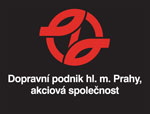 Dopravní podnik hl. m. Prahy,
akciová společnost